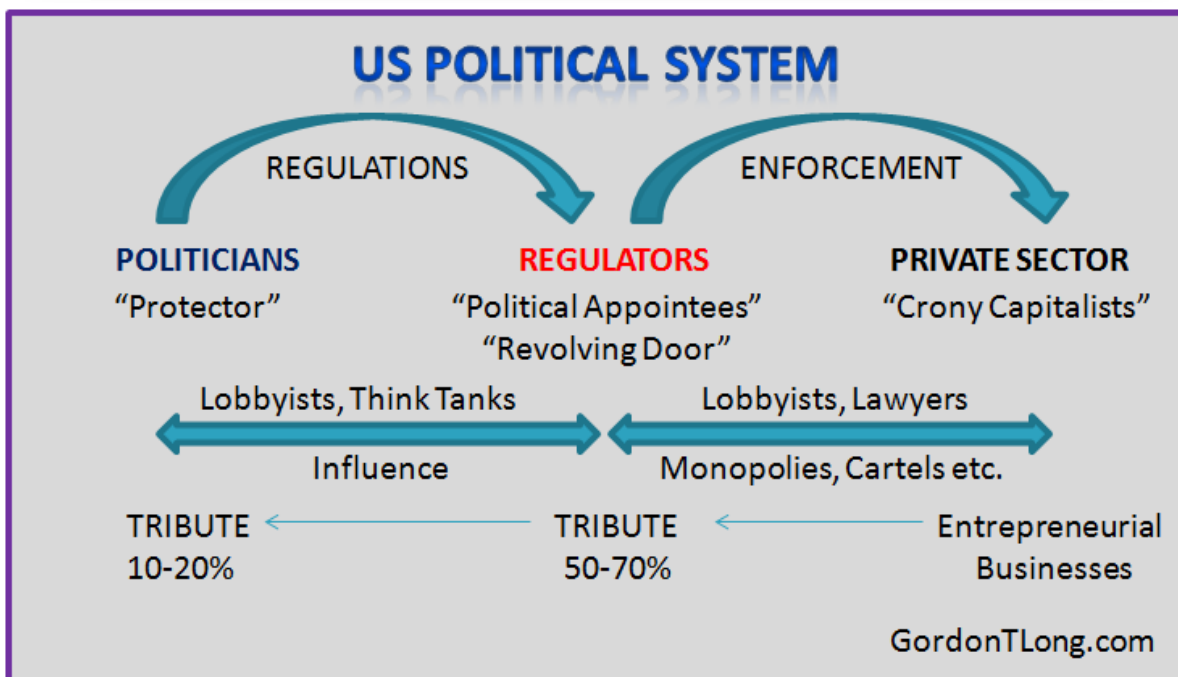 US POLITICAL SYSTEM
REGULATIONS
ENFORCEMENT
POLITICIANS
REGULATORS
PRIVATE SECTOR
“Protector”
“Political Appointees”
“Crony Capitalists”
“Revolving Door”
Lobbyists, Think Tanks
Lobbyists, Lawyers
Influence
Monopolies, Cartels etc.
TRIBUTE
TRIBUTE
Entrepreneurial
10-20%
50-70%
Businesses
GordonTLong.com